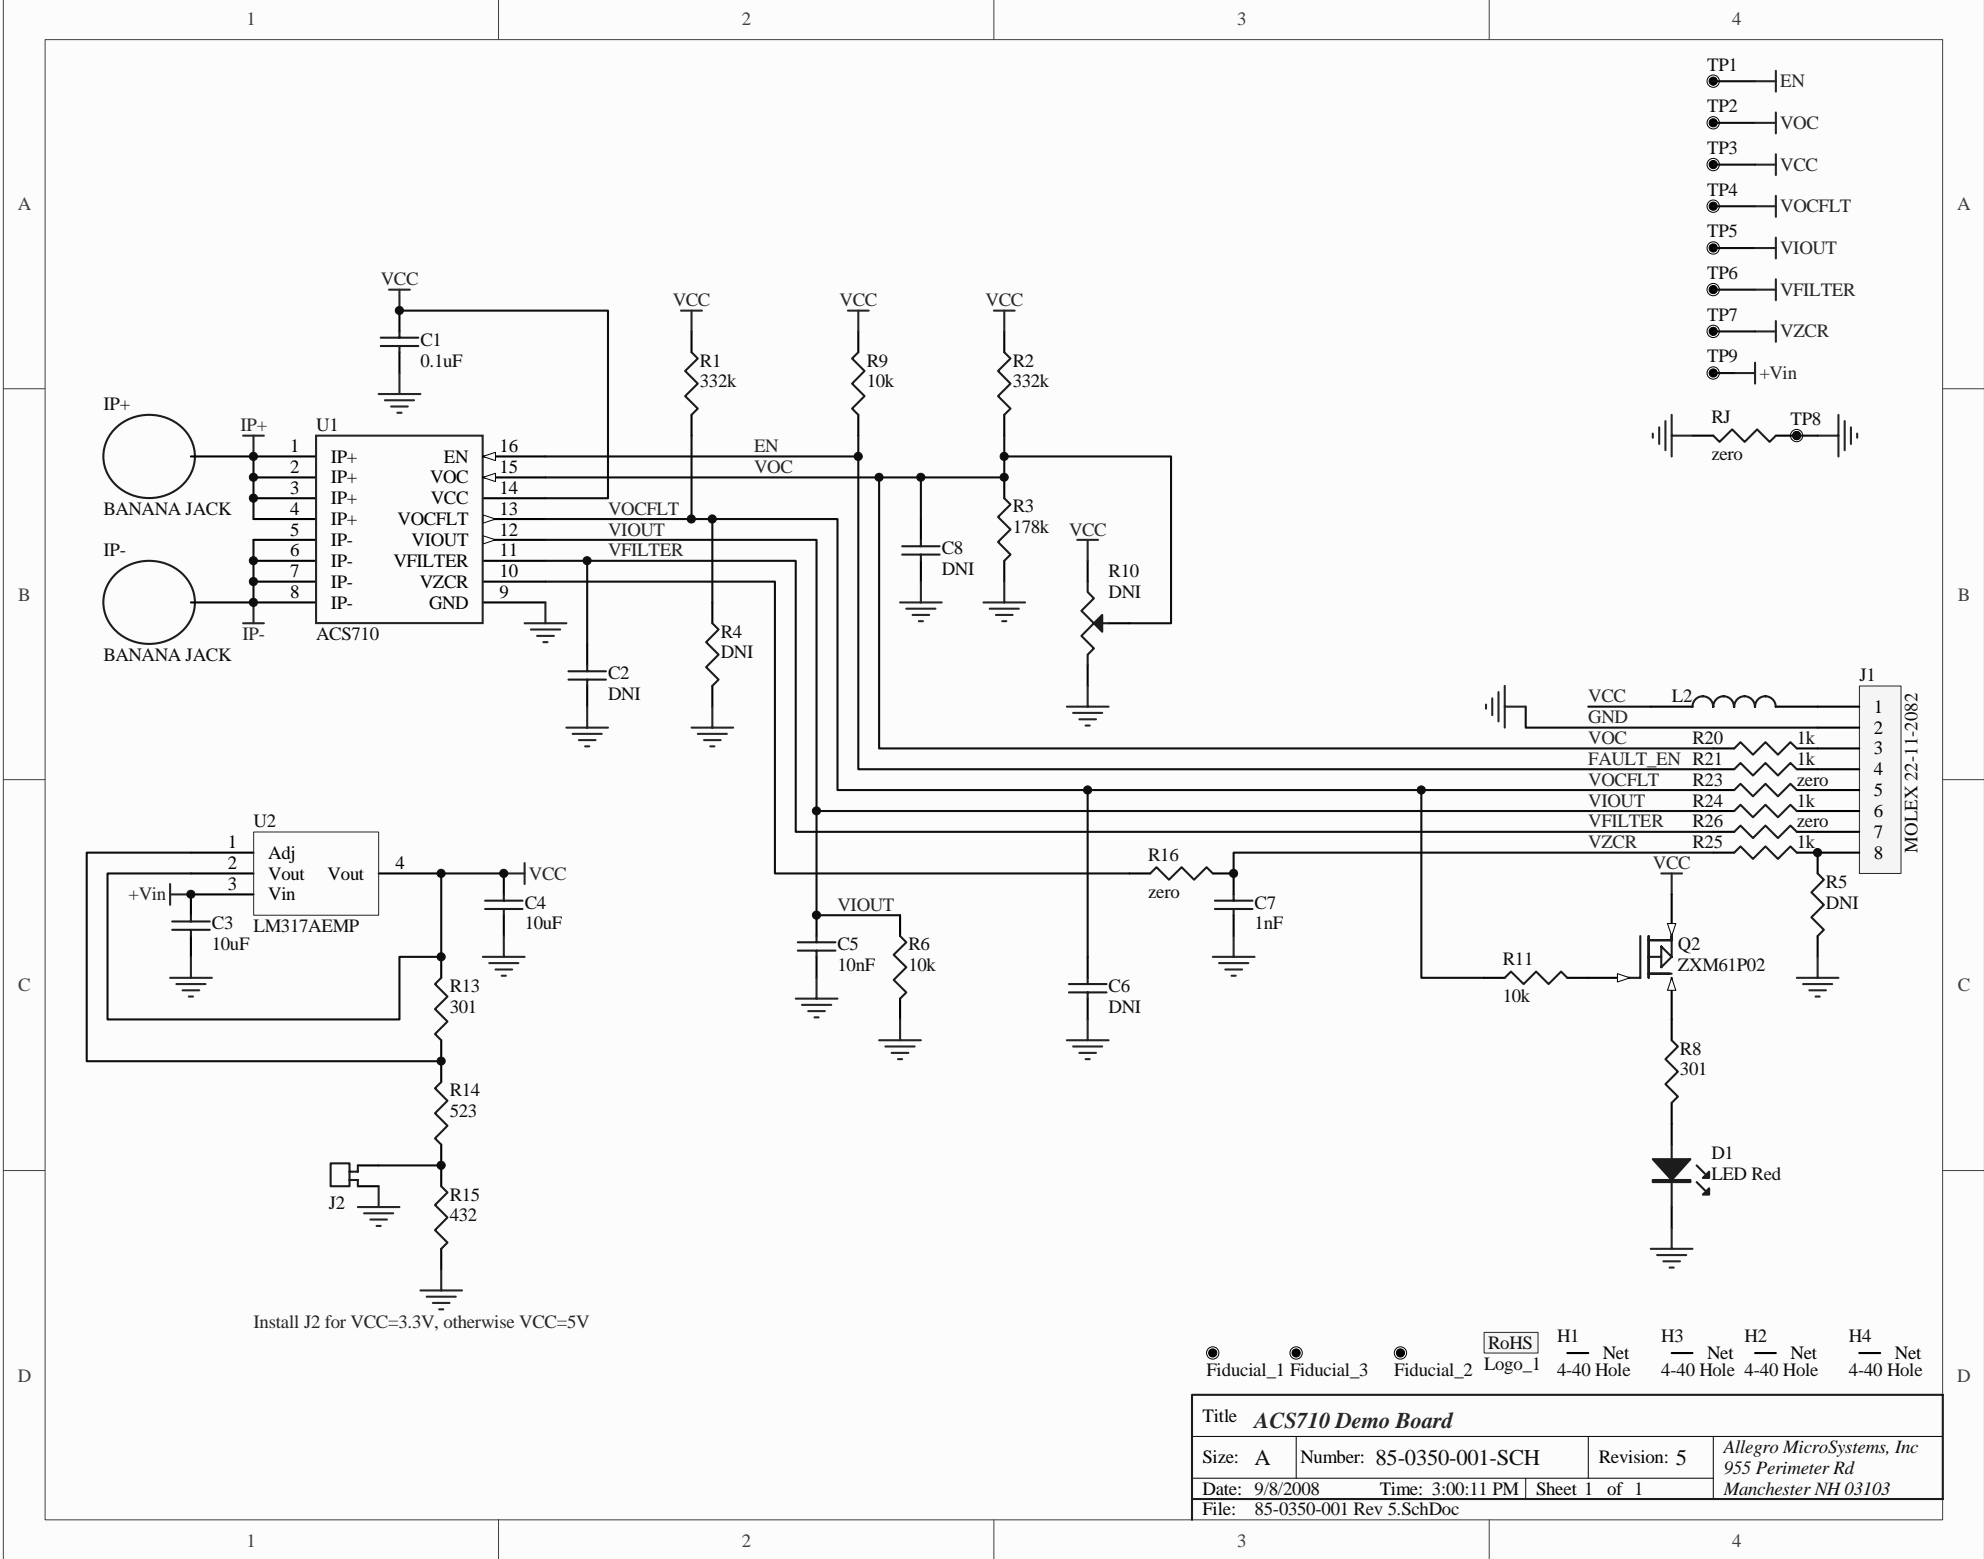 1
2
3
4
A
A
B
B
C
C
D
D
TP1
EN
TP2
VOC
TP3
VCC
TP4
VOCFLT
TP5
VIOUT
TP6
VFILTER
TP7
VZCR
TP9
+Vin
RJ
TP8
zero
VCC
C1
0.1uF
VCC
R1
332k
VCC
R9
10k
VCC
R2
332k
IP+
BANANA JACK
IP+
IP-
BANANA JACK
IP-
U1
1 IP+ EN 16
2 IP+ VOC 15
3 IP+ VCC 14
4 IP+ VOCFLT 13
5 IP- VIOUT 12
6 IP- VFILTER 11
7 IP- VZCR 10
8 IP- GND 9
ACS710
EN
VOC
VOCFLT
VIOUT
VFILTER
C2
DNI
R4
DNI
C8
DNI
R3
178k
VCC
R10
DNI
J1
VCC L2 1
GND 2
VOC R20 1k 3
FAULT_EN R21 1k 4
VOCFLT R23 zero 5
VIOUT R24 1k 6
VFILTER R26 zero 7
VZCR R25 1k 8
MOLEX 22-11-2082
U2
1 Adj
2 Vout Vout 4
3 Vin
LM317AEMP
+Vin
C3
10uF
VCC
C4
10uF
R13
301
R14
523
J2
R15
432
Install J2 for VCC=3.3V, otherwise VCC=5V
VIOUT
C5
10nF
R6
10k
R16
zero
C7
1nF
C6
DNI
VCC
R5
DNI
Q2
ZXM61P02
R11
10k
R8
301
D1
LED Red
Fiducial_1
Fiducial_3
Fiducial_2
RoHS
Logo_1
H1 Net
4-40 Hole
H3 Net
4-40 Hole
H2 Net
4-40 Hole
H4 Net
4-40 Hole
Title ACS710 Demo Board
Size: A Number: 85-0350-001-SCH Revision: 5
Date: 9/8/2008 Time: 3:00:11 PM Sheet 1 of 1
File: 85-0350-001 Rev 5.SchDoc
Allegro MicroSystems, Inc
955 Perimeter Rd
Manchester NH 03103
1
2
3
4